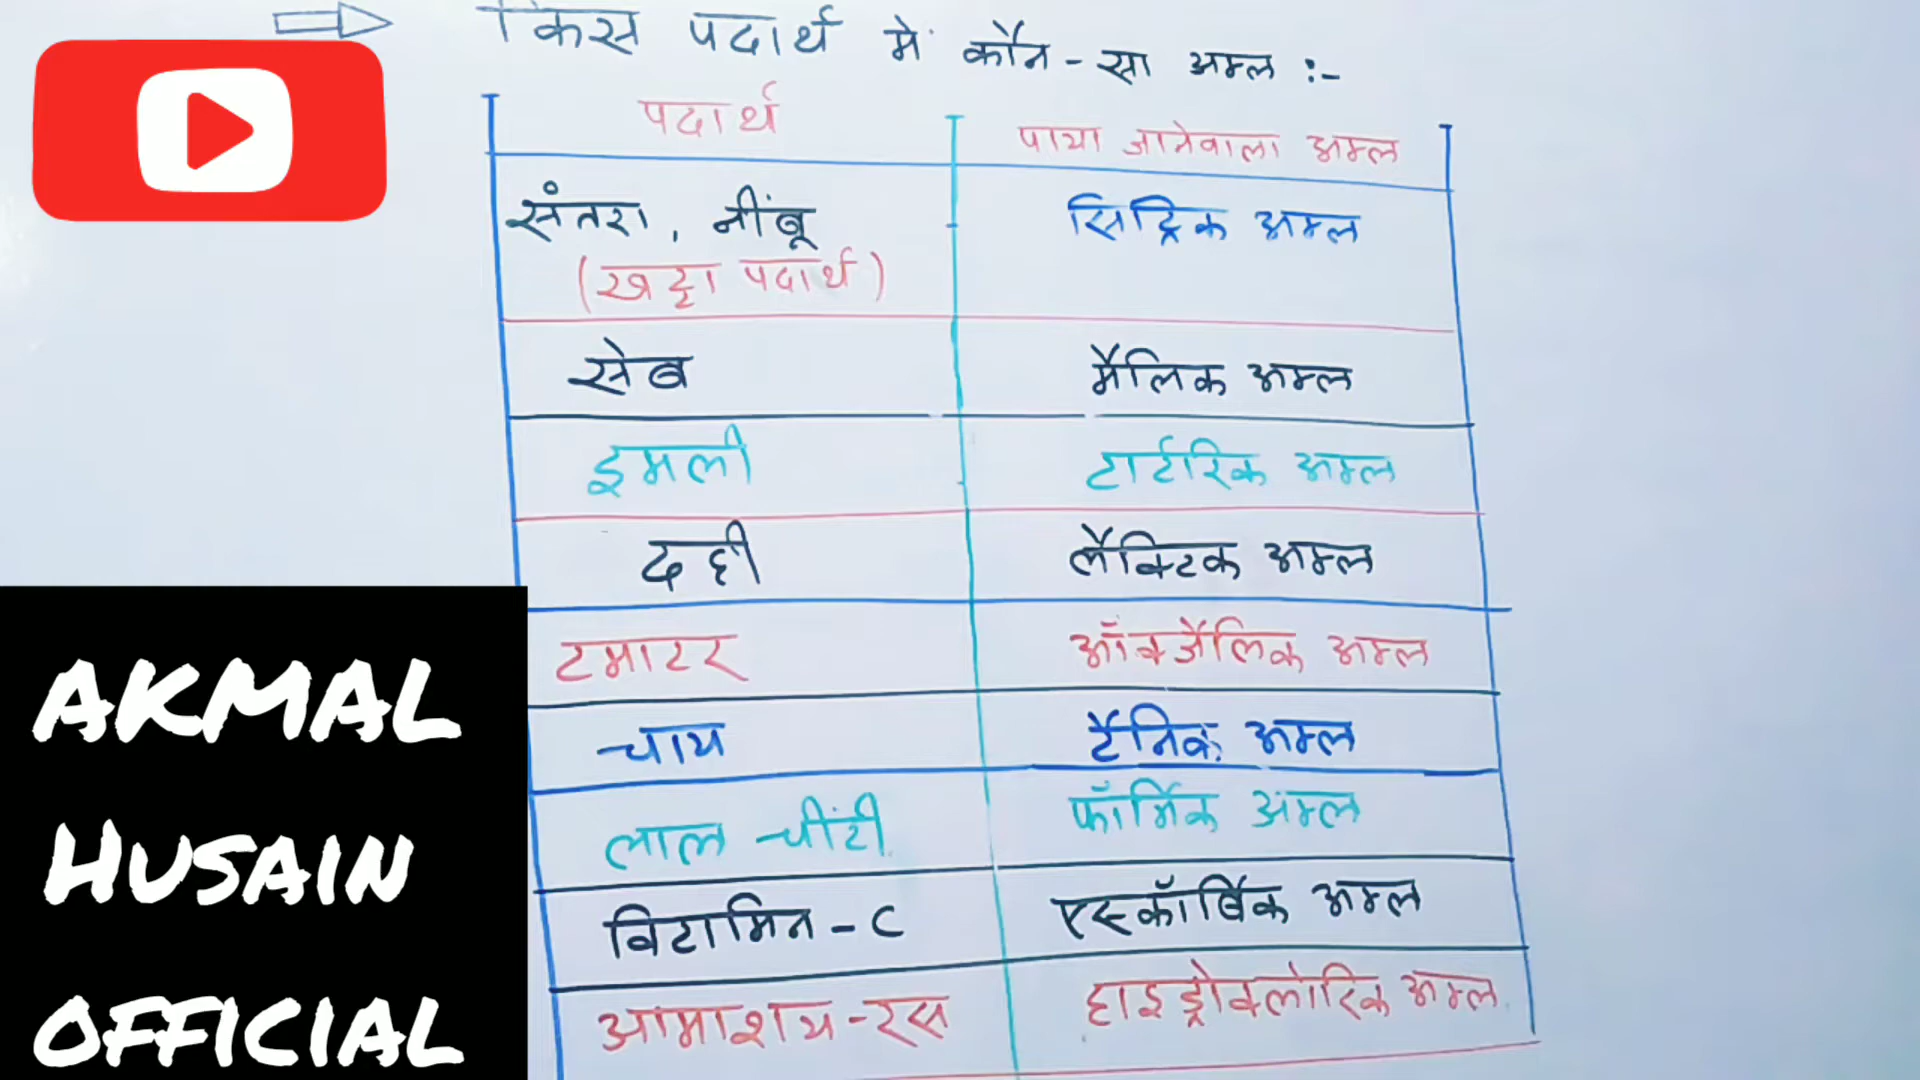 किस पदार्थ में कौन-सा अम्ल :-
पदार्थ
पाया जानेवाला अम्ल
संतरा, नींबू
(खट्टा पदार्थ)
सिट्रिक अम्ल
सेब
मैलिक अम्ल
इमली
टार्टरिक अम्ल
दही
लैक्टिक अम्ल
टमाटर
ऑक्जैलिक अम्ल
चाय
टैनिक अम्ल
लाल चींटी
फॉर्मिक अम्ल
विटामिन-C
एस्कॉर्बिक अम्ल
आमाशय-रस
हाइड्रोक्लोरिक अम्ल
AKMAL
HUSAIN
OFFICIAL